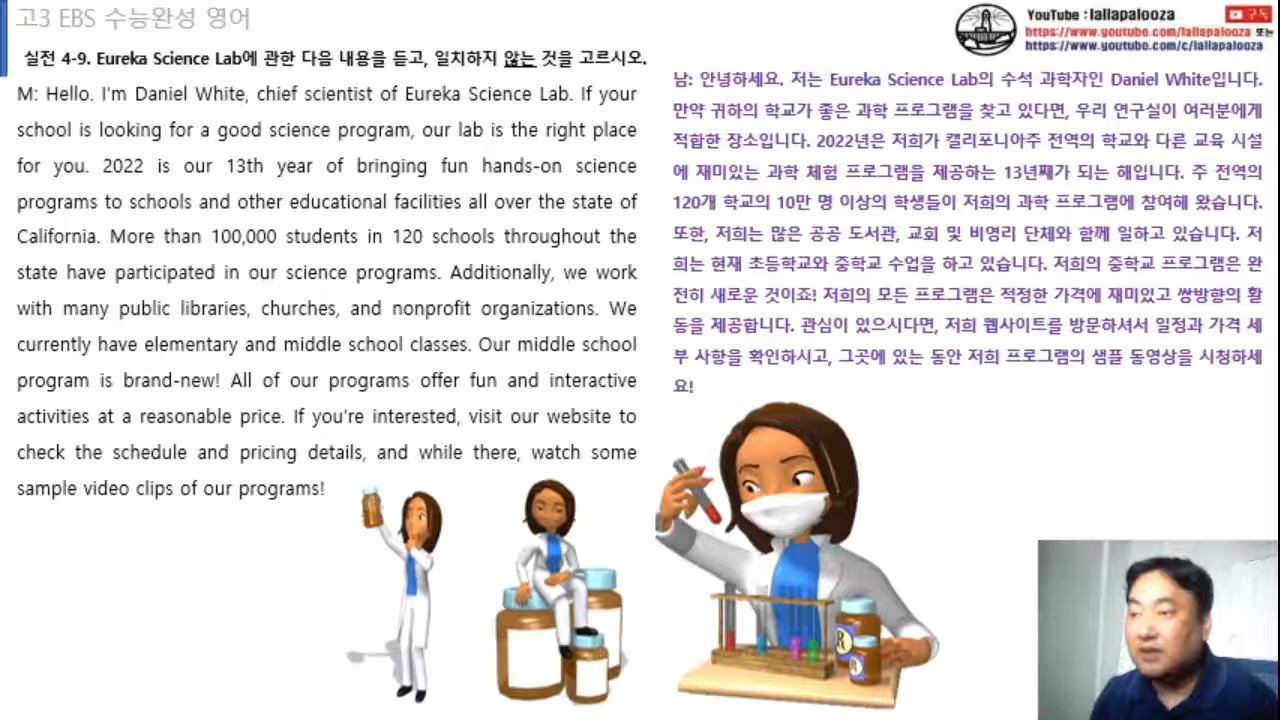 고3 EBS 수능완성 영어
실전 4-9. Eureka Science Lab에 관한 다음 내용을 듣고, 일치하지 않는 것을 고르시오.
M: Hello. I'm Daniel White, chief scientist of Eureka Science Lab. If your
school is looking for a good science program, our lab is the right place
for you. 2022 is our 13th year of bringing fun hands-on science
programs to schools and other educational facilities all over the state of
California. More than 100,000 students in 120 schools throughout the
state have participated in our science programs. Additionally, we work
with many public libraries, churches, and nonprofit organizations. We
currently have elementary and middle school classes. Our middle school
program is brand-new! All of our programs offer fun and interactive
activities at a reasonable price. If you're interested, visit our website to
check the schedule and pricing details, and while there, watch some
sample video clips of our programs!
YouTube : lallapalooza
구독
https://www.youtube.com/lallapalooza 또는
https://www.youtube.com/c/lallapalooza
남: 안녕하세요. 저는 Eureka Science Lab의 수석 과학자인 Daniel White입니다.
만약 귀하의 학교가 좋은 과학 프로그램을 찾고 있다면, 우리 연구실이 여러분에게
적합한 장소입니다. 2022년은 저희가 캘리포니아주 전역의 학교와 다른 교육 시설
에 재미있는 과학 체험 프로그램을 제공하는 13년째가 되는 해입니다. 주 전역의
120개 학교의 10만 명 이상의 학생들이 저희의 과학 프로그램에 참여해 왔습니다.
또한, 저희는 많은 공공 도서관, 교회 및 비영리 단체와 함께 일하고 있습니다. 저
희는 현재 초등학교와 중학교 수업을 하고 있습니다. 저희의 중학교 프로그램은 완
전히 새로운 것이죠! 저희의 모든 프로그램은 적정한 가격에 재미있고 쌍방향의 활
동을 제공합니다. 관심이 있으시다면, 저희 웹사이트를 방문하셔서 일정과 가격 세
부 사항을 확인하시고, 그곳에 있는 동안 저희 프로그램의 샘플 동영상을 시청하세
요!
R
R